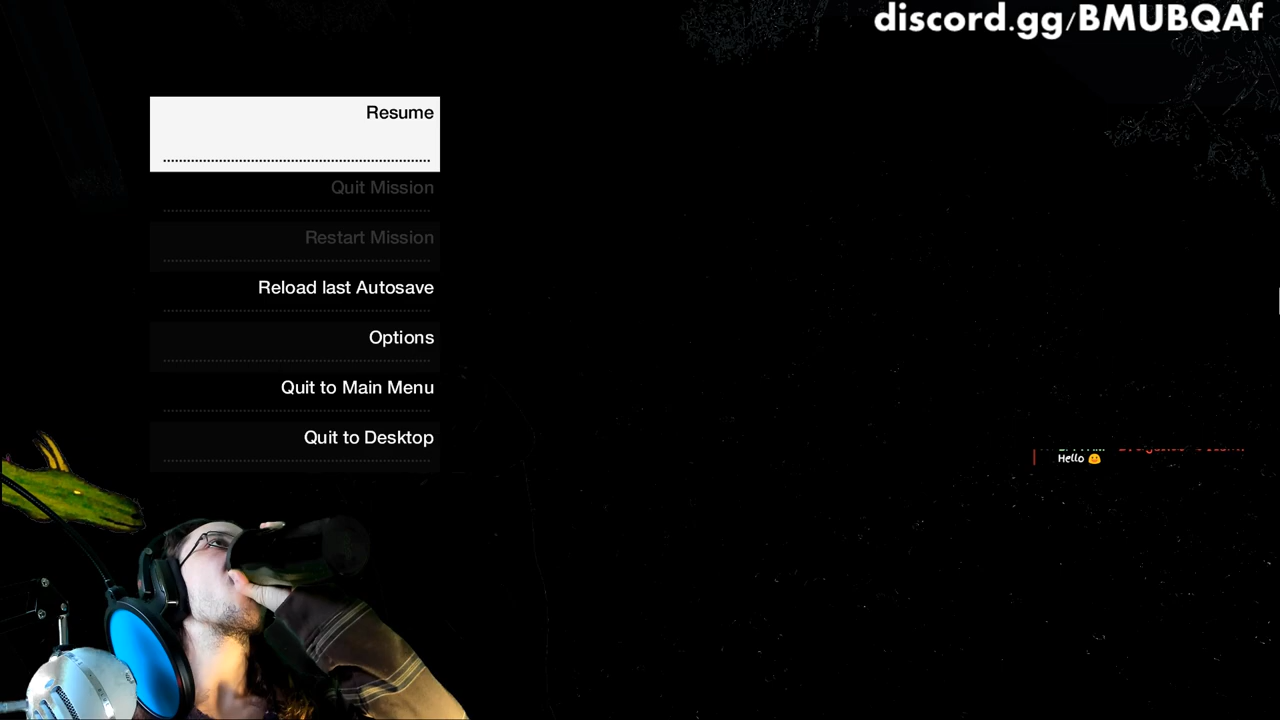 discord.gg/BMUBQAf
Resume
Quit Mission
Restart Mission
Reload last Autosave
Options
Quit to Main Menu
Quit to Desktop
Hello 😊